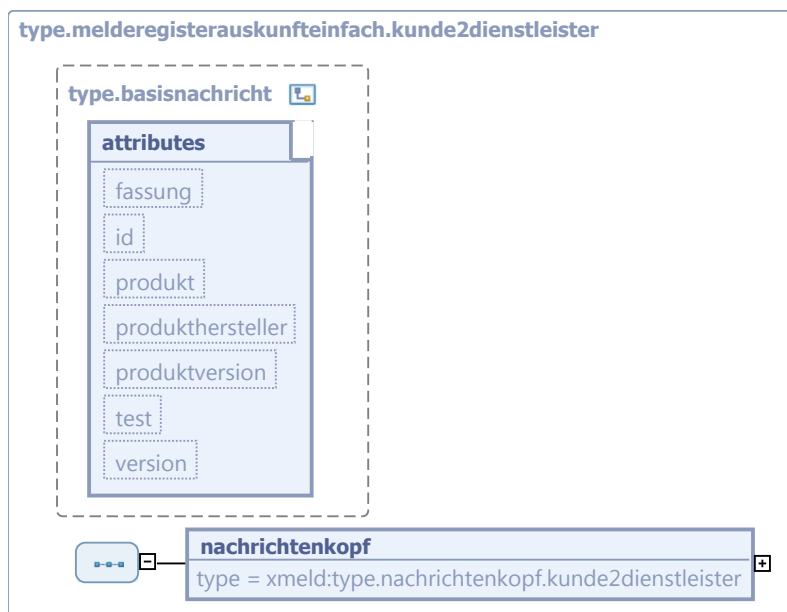 type.melderegisterauskunfteinfach.kunde2dienstleister
type.basisnachricht
attributes
fassung
id
produkt
produkthersteller
produktversion
test
version
nachrichtenkopf
type = xmeld:type.nachrichtenkopf.kunde2dienstleister